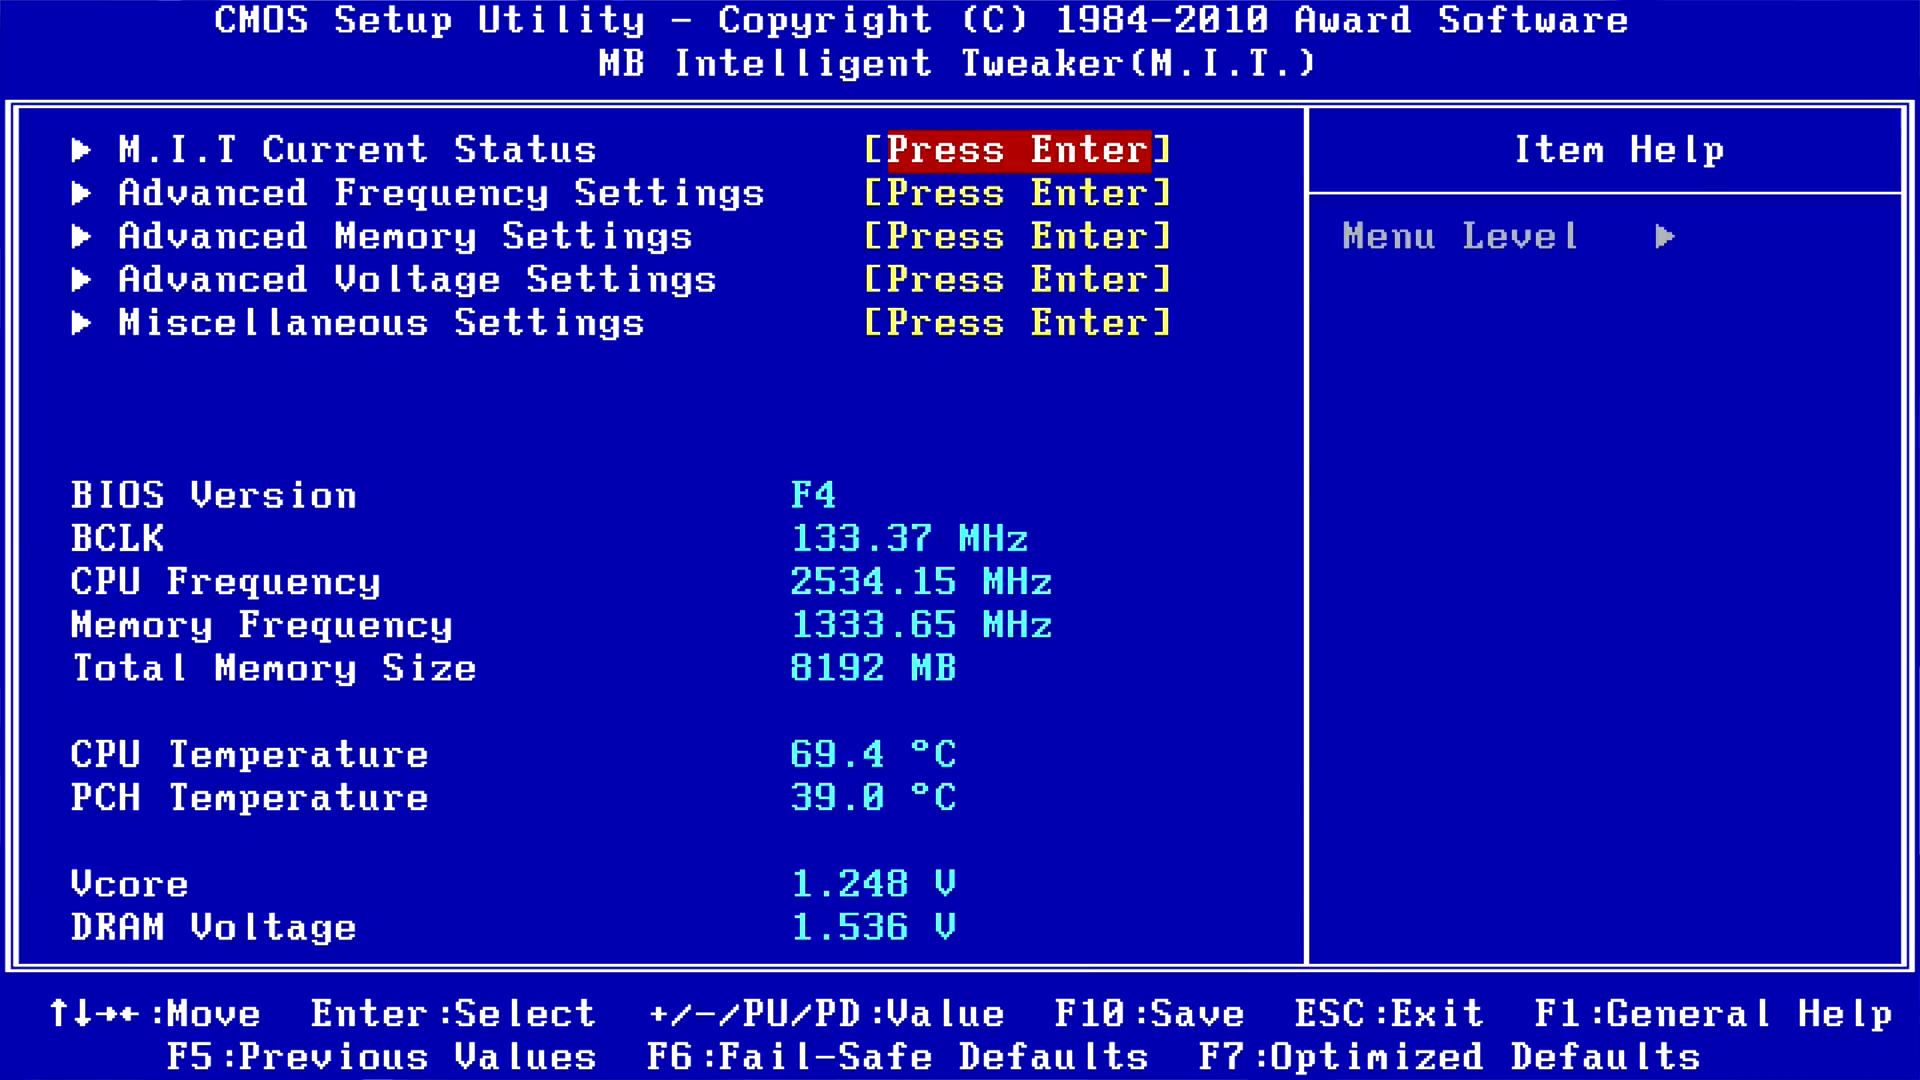 CMOS Setup Utility - Copyright (C) 1984-2010 Award Software
MB Intelligent Tweaker(M.I.T.)
▶ M.I.T Current Status [Press Enter]
▶ Advanced Frequency Settings [Press Enter]
▶ Advanced Memory Settings [Press Enter]
▶ Advanced Voltage Settings [Press Enter]
▶ Miscellaneous Settings [Press Enter]
BIOS Version F4
BCLK 133.37 MHz
CPU Frequency 2534.15 MHz
Memory Frequency 1333.65 MHz
Total Memory Size 8192 MB
CPU Temperature 69.4 °C
PCH Temperature 39.0 °C
Vcore 1.248 V
DRAM Voltage 1.536 V
Item Help
Menu Level ▶
↑↓→←:Move Enter:Select +/-/PU/PD:Value F10:Save ESC:Exit F1:General Help
F5:Previous Values F6:Fail-Safe Defaults F7:Optimized Defaults